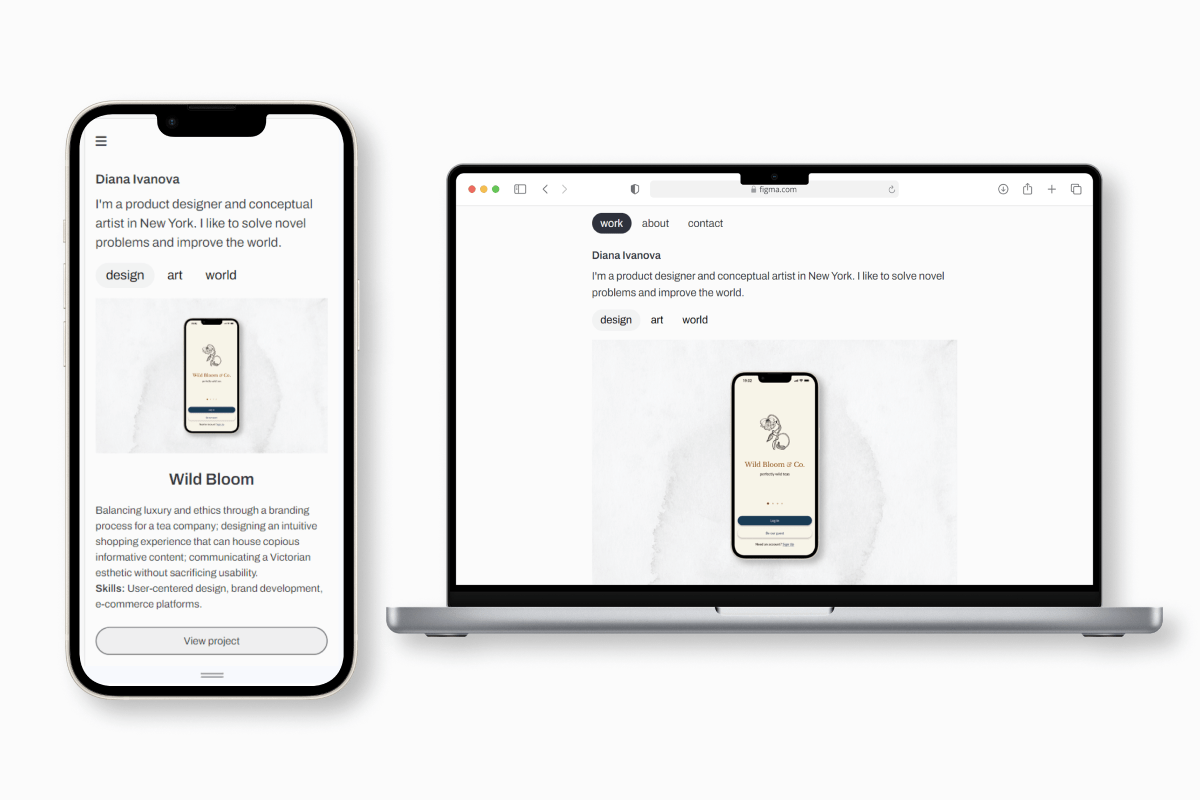 Diana Ivanova
I'm a product designer and conceptual
artist in New York. I like to solve novel
problems and improve the world.
design art world
Wild Bloom & Co.
Wild Bloom
Balancing luxury and ethics through a branding
process for a tea company; designing an intuitive
shopping experience that can house copious
informative content; communicating a Victorian
esthetic without sacrificing usability.
Skills: User-centered design, brand development,
e-commerce platforms.
View project
figma.com
work about contact
Diana Ivanova
I'm a product designer and conceptual artist in New York. I like to solve novel
problems and improve the world.
design art world
Wild Bloom & Co.
perfectly wild teas
Log in
Need an account? Sign Up